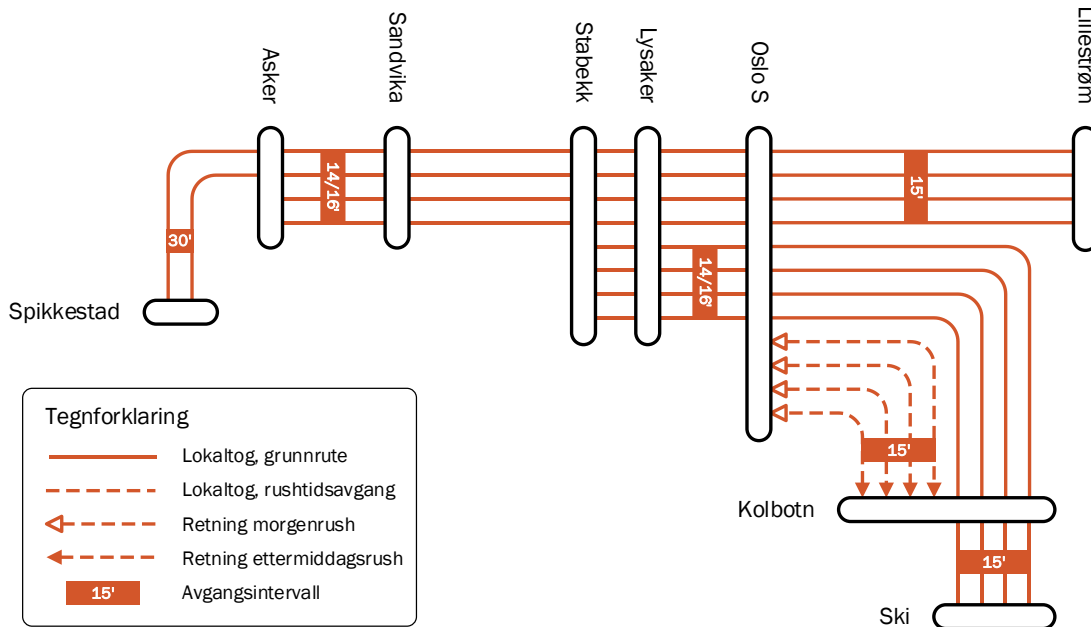 Asker
Sandvika
Stabekk
Lysaker
Oslo S
Lillestrøm
14/16'
15'
30'
14/16'
Spikkestad
15'
Kolbotn
15'
Ski
Tegnforklaring
Lokaltog, grunnrute
Lokaltog, rushtidsavgang
Retning morgenrush
Retning ettermiddagsrush
15'
Avgangsintervall